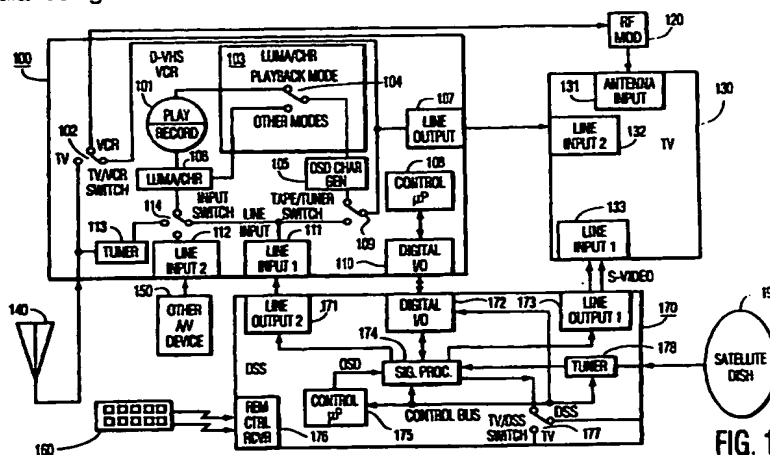 100
D-VHS
VCR
101
PLAY
RECORD
103
LUMA/CHR
PLAYBACK MODE
104
OTHER MODES
102
VCR
TV
TV/VCR
SWITCH
106
LUMA/CHR
105
OSD CHAR
GEN
107
LINE
OUTPUT
108
CONTROL
μP
INPUT
SWITCH
TAPE/TUNER
SWITCH
LINE
INPUT
109
113
114
TUNER
112
LINE
INPUT 2
111
LINE
INPUT 1
110
DIGITAL
I/O
120
RF
MOD
130
131
ANTENNA
INPUT
LINE
INPUT 2
132
TV
133
LINE
INPUT 1
S-VIDEO
140
150
OTHER
A/V
DEVICE
LINE
OUTPUT 2
171
DIGITAL
I/O
172
173
LINE
OUTPUT 1
170
DSS
OSD
174
SIG. PROC.
178
TUNER
SATELLITE
DISH
CONTROL
μP
175
CONTROL BUS
TV/DSS
SWITCH
DSS
TV
177
REM
CTRL
RCVR
176
160
FIG. 1